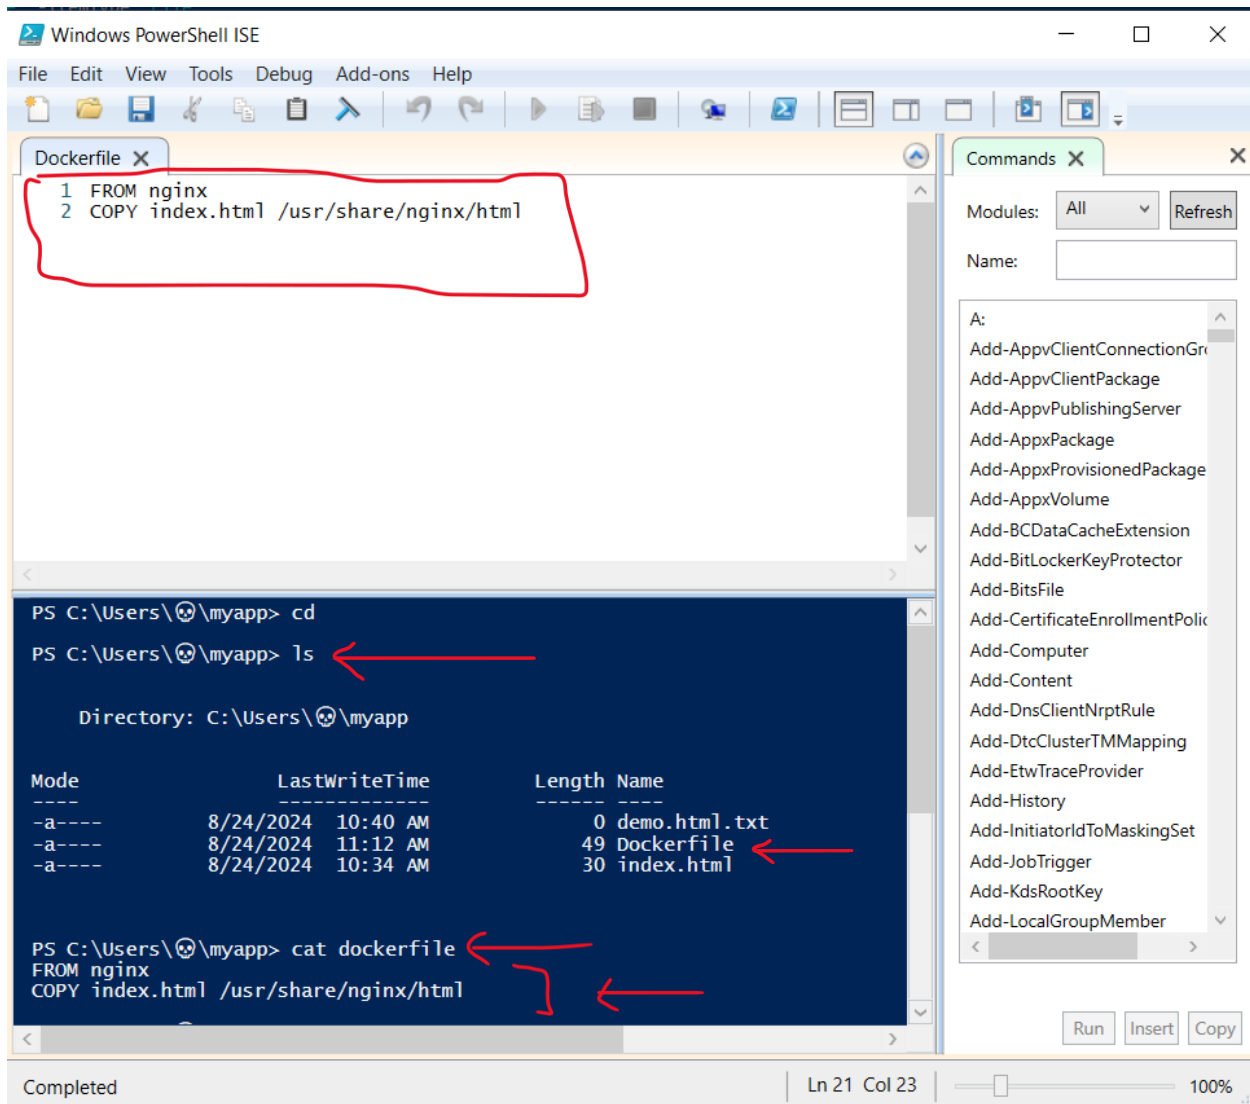 Windows PowerShell ISE
File Edit View Tools Debug Add-ons Help
Dockerfile
1 FROM nginx
2 COPY index.html /usr/share/nginx/html
PS C:\Users\💀\myapp> cd
PS C:\Users\💀\myapp> ls
Directory: C:\Users\💀\myapp
Mode LastWriteTime Length Name
---- ------------- ------ ----
-a---- 8/24/2024 10:40 AM 0 demo.html.txt
-a---- 8/24/2024 11:12 AM 49 Dockerfile
-a---- 8/24/2024 10:34 AM 30 index.html
PS C:\Users\💀\myapp> cat dockerfile
FROM nginx
COPY index.html /usr/share/nginx/html
Commands
Modules: All Refresh
Name:
A:
Add-AppvClientConnectionGr
Add-AppvClientPackage
Add-AppvPublishingServer
Add-AppxPackage
Add-AppxProvisionedPackage
Add-AppxVolume
Add-BCDataCacheExtension
Add-BitLockerKeyProtector
Add-BitsFile
Add-CertificateEnrollmentPolic
Add-Computer
Add-Content
Add-DnsClientNrptRule
Add-DtcClusterTMMapping
Add-EtwTraceProvider
Add-History
Add-InitiatorIdToMaskingSet
Add-JobTrigger
Add-KdsRootKey
Add-LocalGroupMember
Run Insert Copy
Completed Ln 21 Col 23 100%